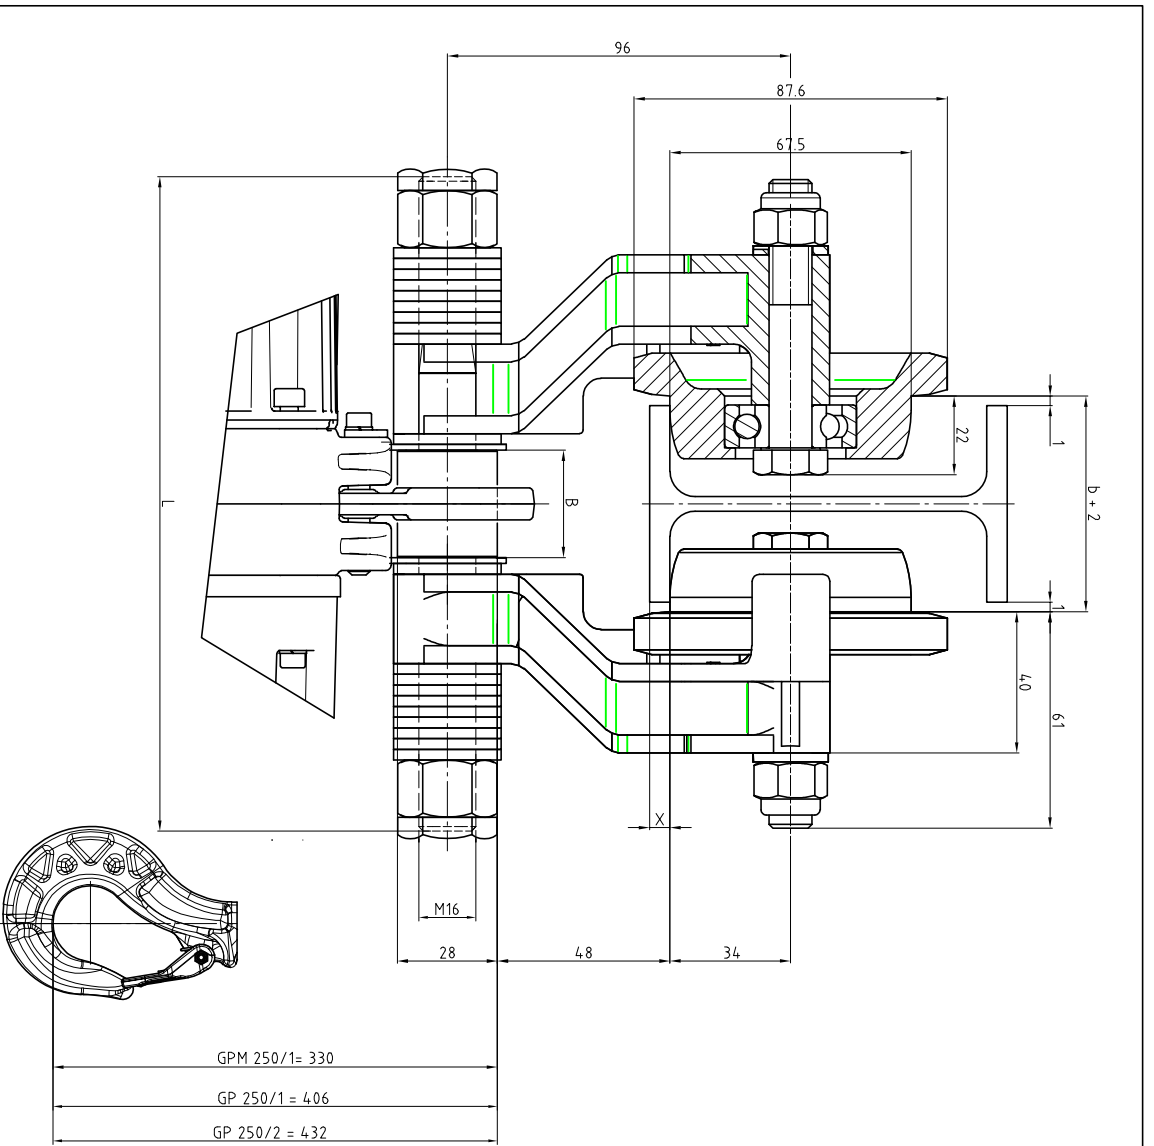 96
87.6
67.5
22
1
b + 2
L
B
1
40
61
X
M16
28
48
34
GPM 250/1= 330
GP 250/1 = 406
GP 250/2 = 432